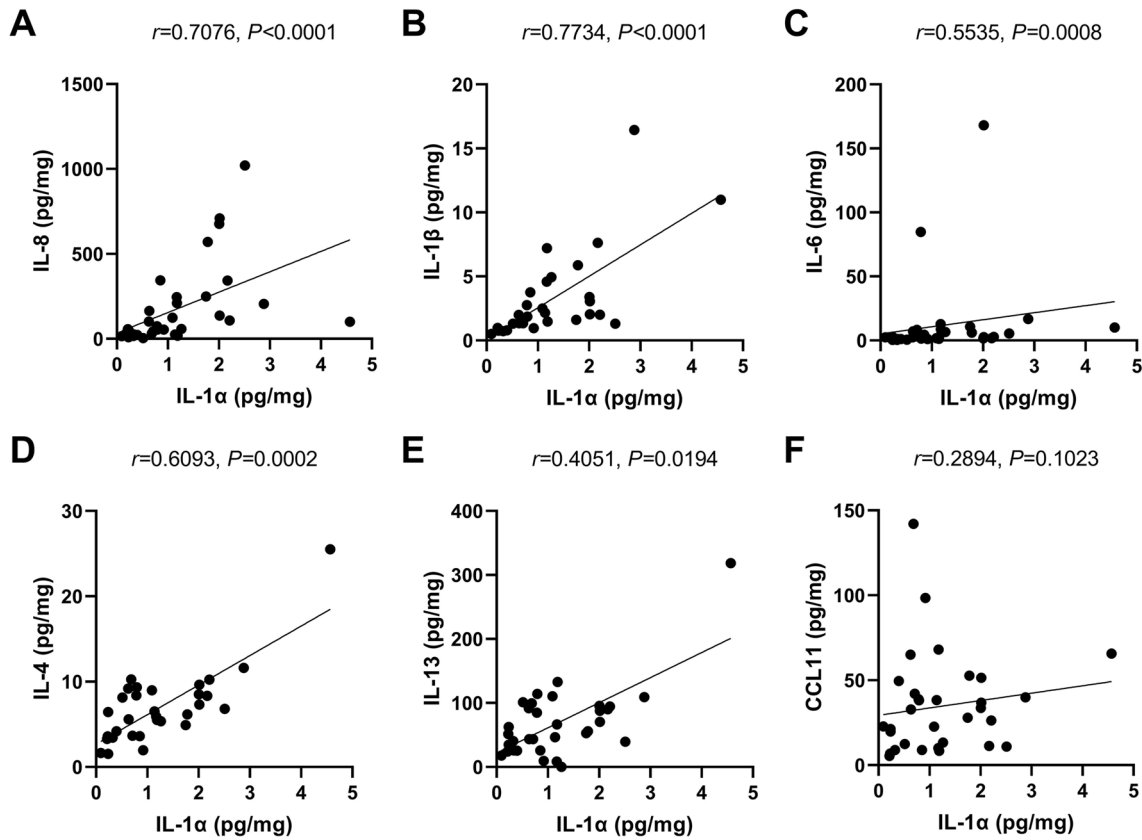 A
r=0.7076, P<0.0001
1500
1000
500
0
IL-8 (pg/mg)
0 1 2 3 4 5
IL-1α (pg/mg)
B
r=0.7734, P<0.0001
20
15
10
5
0
IL-1β (pg/mg)
0 1 2 3 4 5
IL-1α (pg/mg)
C
r=0.5535, P=0.0008
200
150
100
50
0
IL-6 (pg/mg)
0 1 2 3 4 5
IL-1α (pg/mg)
D
r=0.6093, P=0.0002
30
20
10
0
IL-4 (pg/mg)
0 1 2 3 4 5
IL-1α (pg/mg)
E
r=0.4051, P=0.0194
400
300
200
100
0
IL-13 (pg/mg)
0 1 2 3 4 5
IL-1α (pg/mg)
F
r=0.2894, P=0.1023
150
100
50
0
CCL11 (pg/mg)
0 1 2 3 4 5
IL-1α (pg/mg)